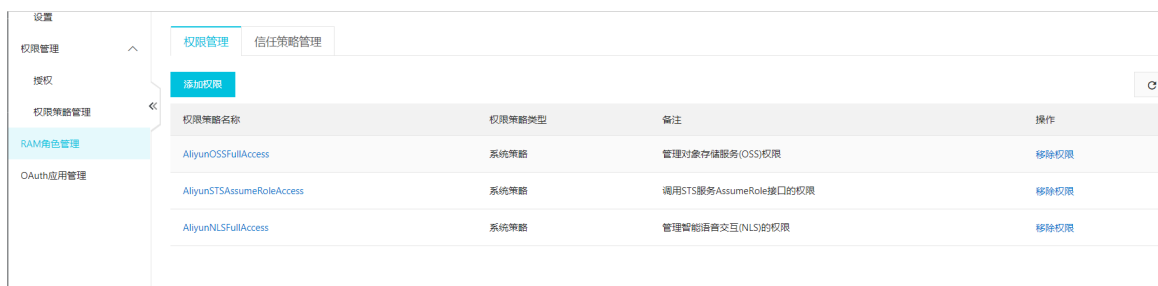 设置
权限管理
授权
权限策略管理
RAM角色管理
OAuth应用管理
权限管理 信任策略管理
添加权限
权限策略名称 权限策略类型 备注 操作
AliyunOSSFullAccess 系统策略 管理对象存储服务(OSS)权限 移除权限
AliyunSTSAssumeRoleAccess 系统策略 调用STS服务AssumeRole接口的权限 移除权限
AliyunNLSFullAccess 系统策略 管理智能语音交互(NLS)的权限 移除权限